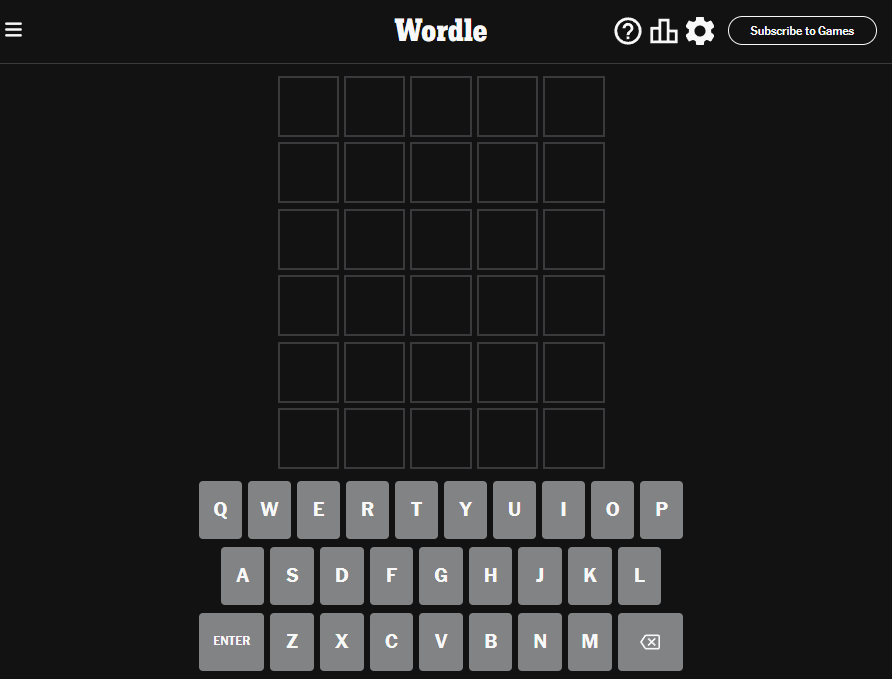 Wordle
Subscribe to Games
Q W E R T Y U I O P
A S D F G H J K L
ENTER Z X C V B N M